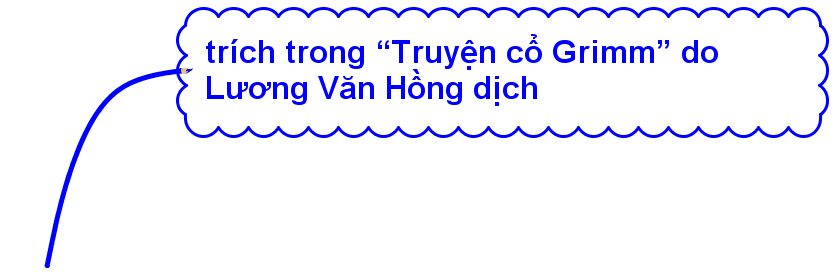 trích trong “Truyện cổ Grimm” do
Lương Văn Hồng dịch